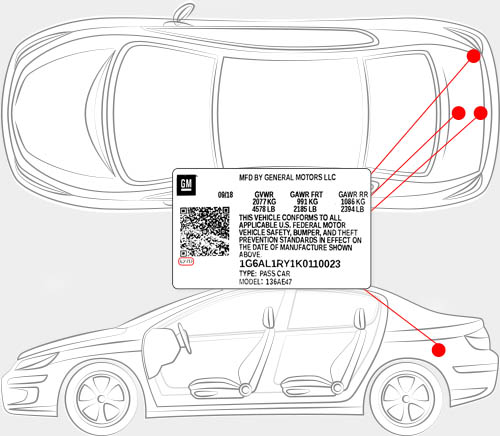 GM
MFD BY GENERAL MOTORS LLC
09/18 GVWR GAWR FRT GAWR RR
2077 KG 991 KG 1086 KG
4578 LB 2185 LB 2394 LB
THIS VEHICLE CONFORMS TO ALL
APPLICABLE U.S. FEDERAL MOTOR
VEHICLE SAFETY, BUMPER, AND THEFT
PREVENTION STANDARDS IN EFFECT ON
THE DATE OF MANUFACTURE SHOWN
ABOVE.
1G6AL1RY1K0110023
TYPE: PASS CAR
MODEL: 136AE47